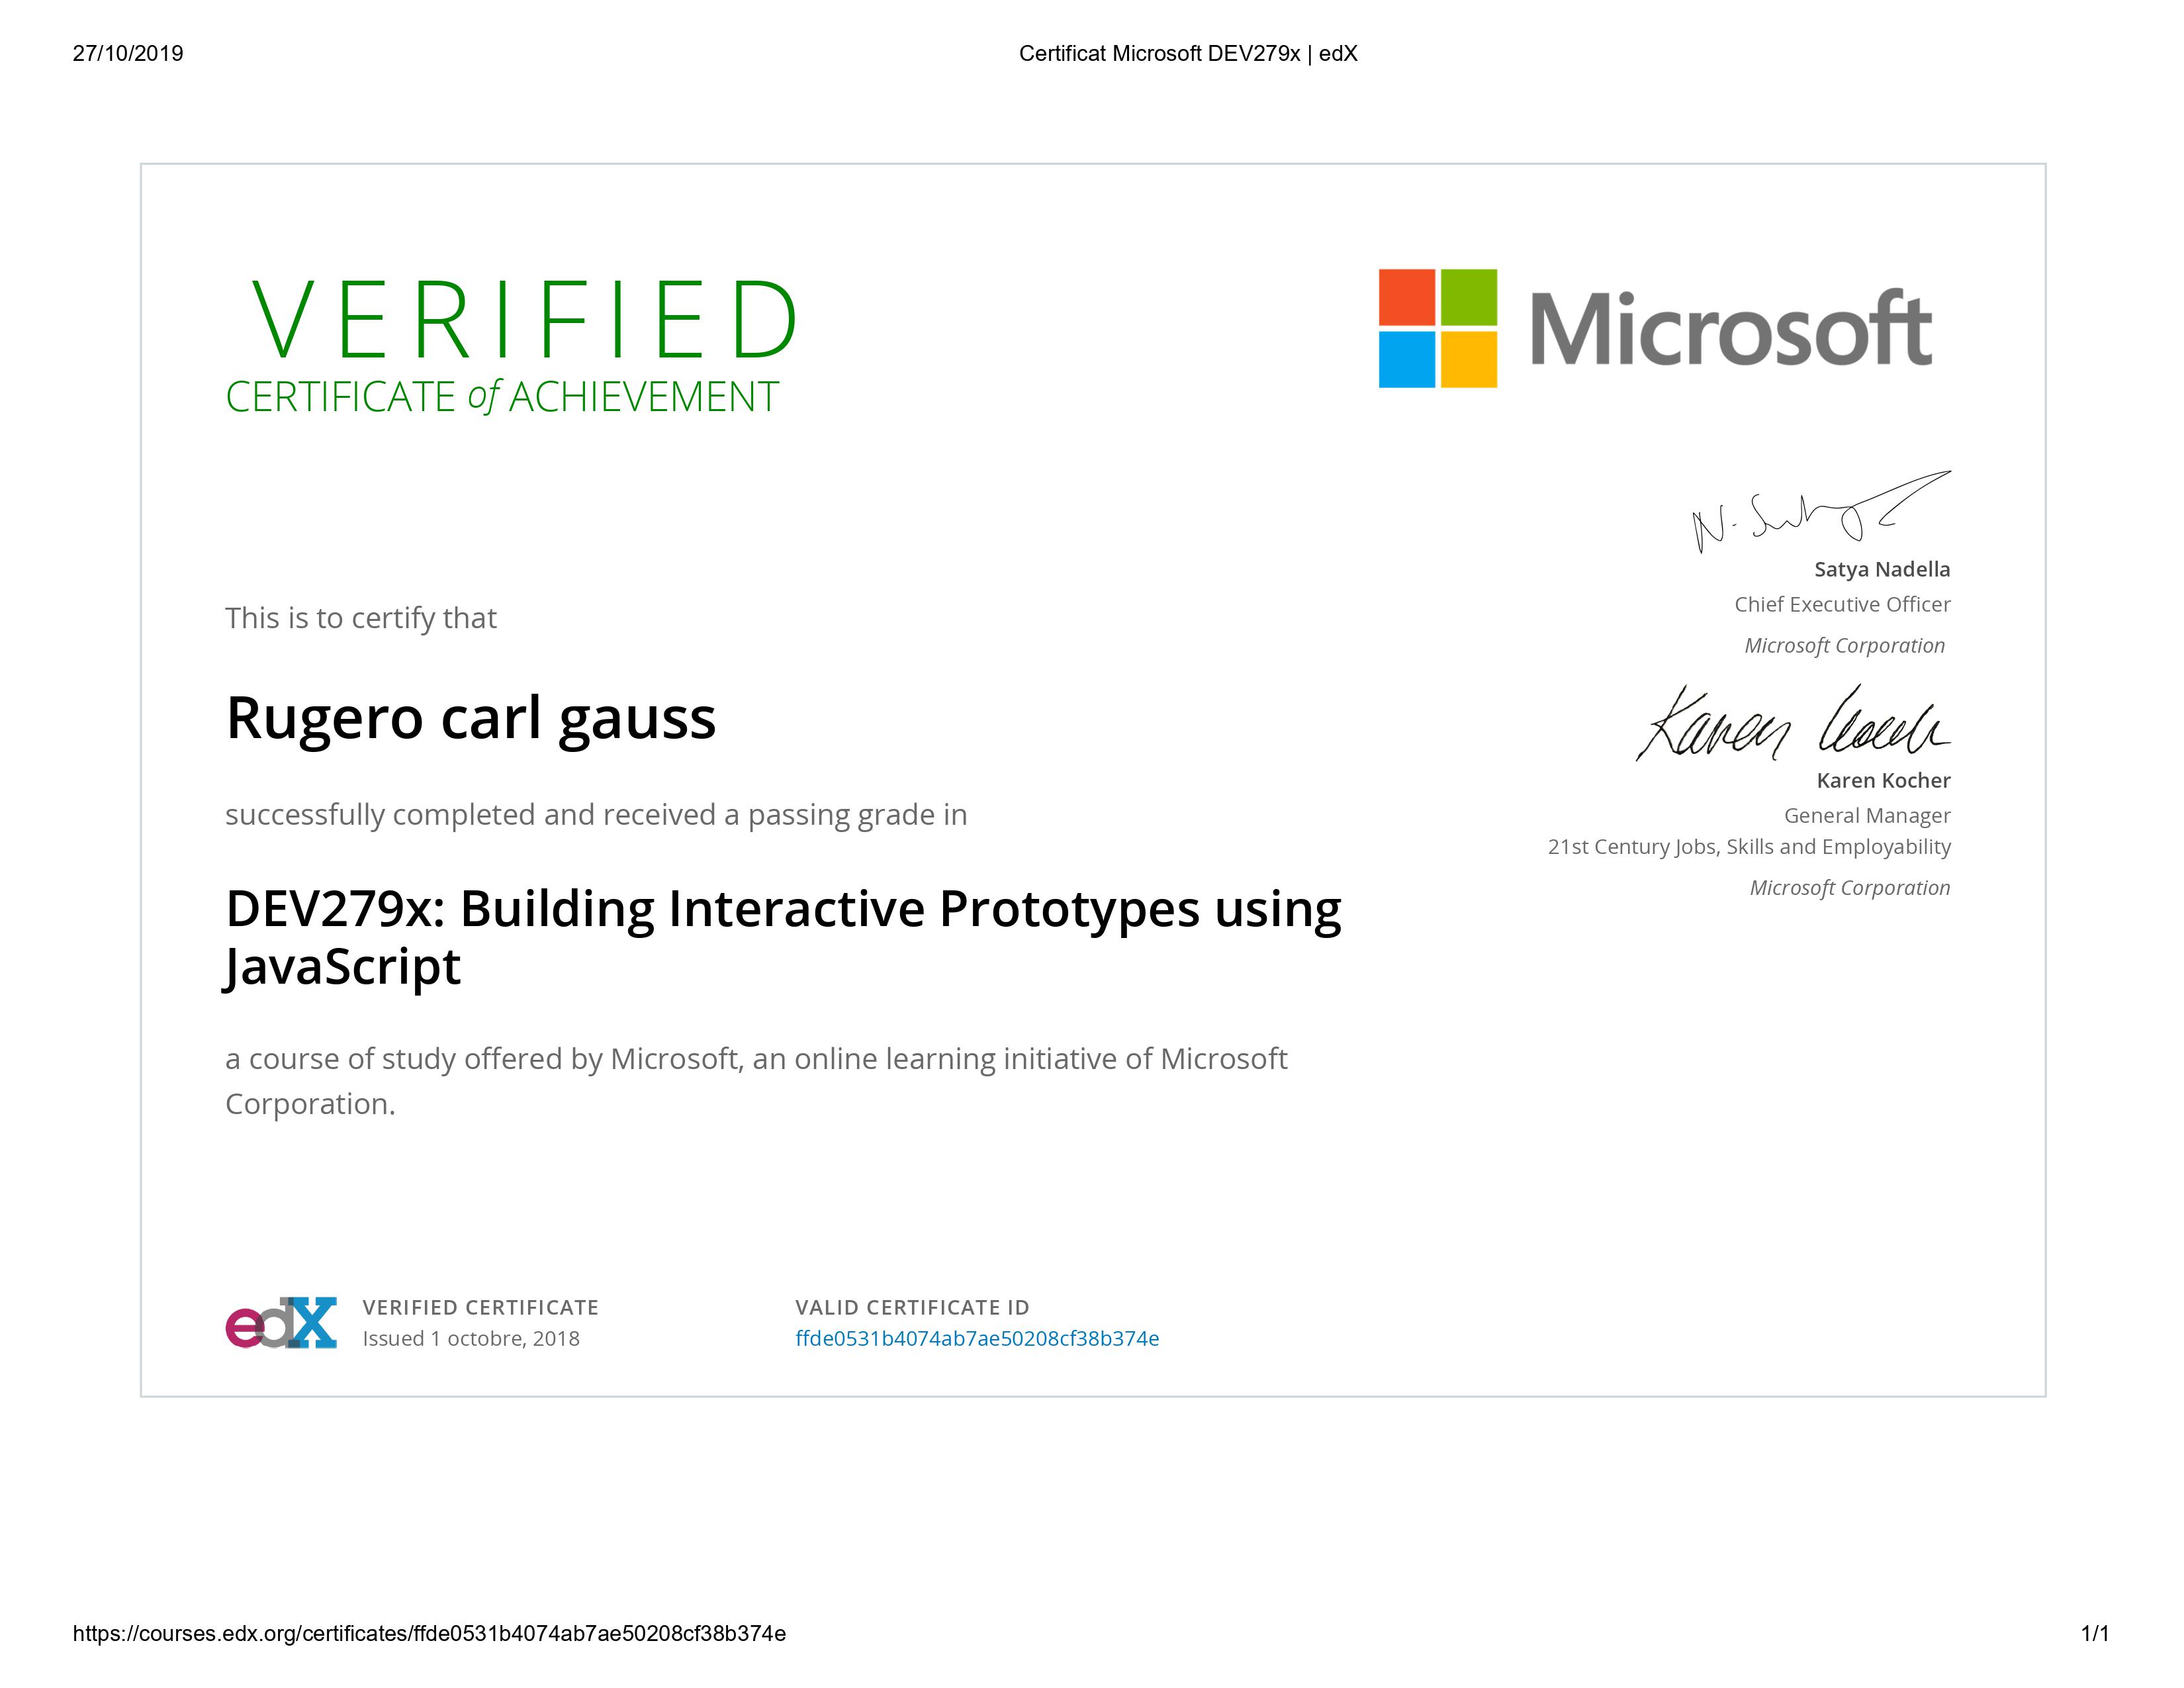 27/10/2019
Certificat Microsoft DEV279x | edX
VERIFIED
CERTIFICATE of ACHIEVEMENT
Microsoft
This is to certify that
Rugero carl gauss
successfully completed and received a passing grade in
DEV279x: Building Interactive Prototypes using
JavaScript
a course of study offered by Microsoft, an online learning initiative of Microsoft
Corporation.
Satya Nadella
Chief Executive Officer
Microsoft Corporation
Karen Kocher
General Manager
21st Century Jobs, Skills and Employability
Microsoft Corporation
edX
VERIFIED CERTIFICATE
Issued 1 octobre, 2018
VALID CERTIFICATE ID
ffde0531b4074ab7ae50208cf38b374e
https://courses.edx.org/certificates/ffde0531b4074ab7ae50208cf38b374e
1/1